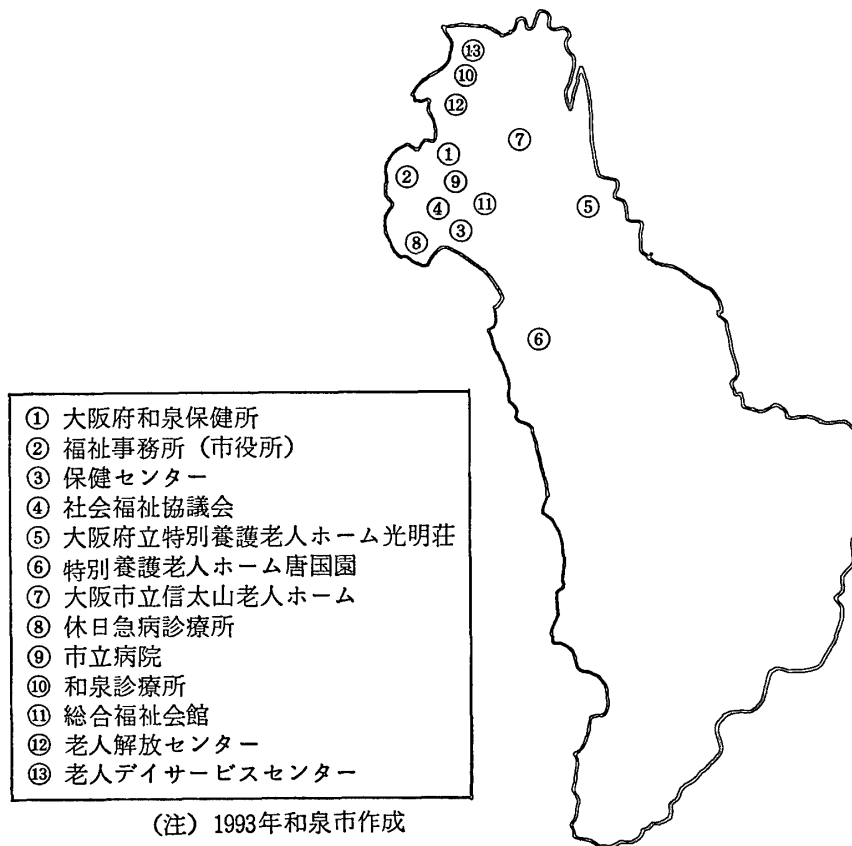 ⑬
⑩
⑫
⑦
①
②
⑨
⑪
④
⑤
③
⑧
⑥
① 大阪府和泉保健所
② 福祉事務所（市役所）
③ 保健センター
④ 社会福祉協議会
⑤ 大阪府立特別養護老人ホーム光明荘
⑥ 特別養護老人ホーム唐国園
⑦ 大阪市立信太山老人ホーム
⑧ 休日急病診療所
⑨ 市立病院
⑩ 和泉診療所
⑪ 総合福祉会館
⑫ 老人解放センター
⑬ 老人デイサービスセンター
（注）1993年和泉市作成